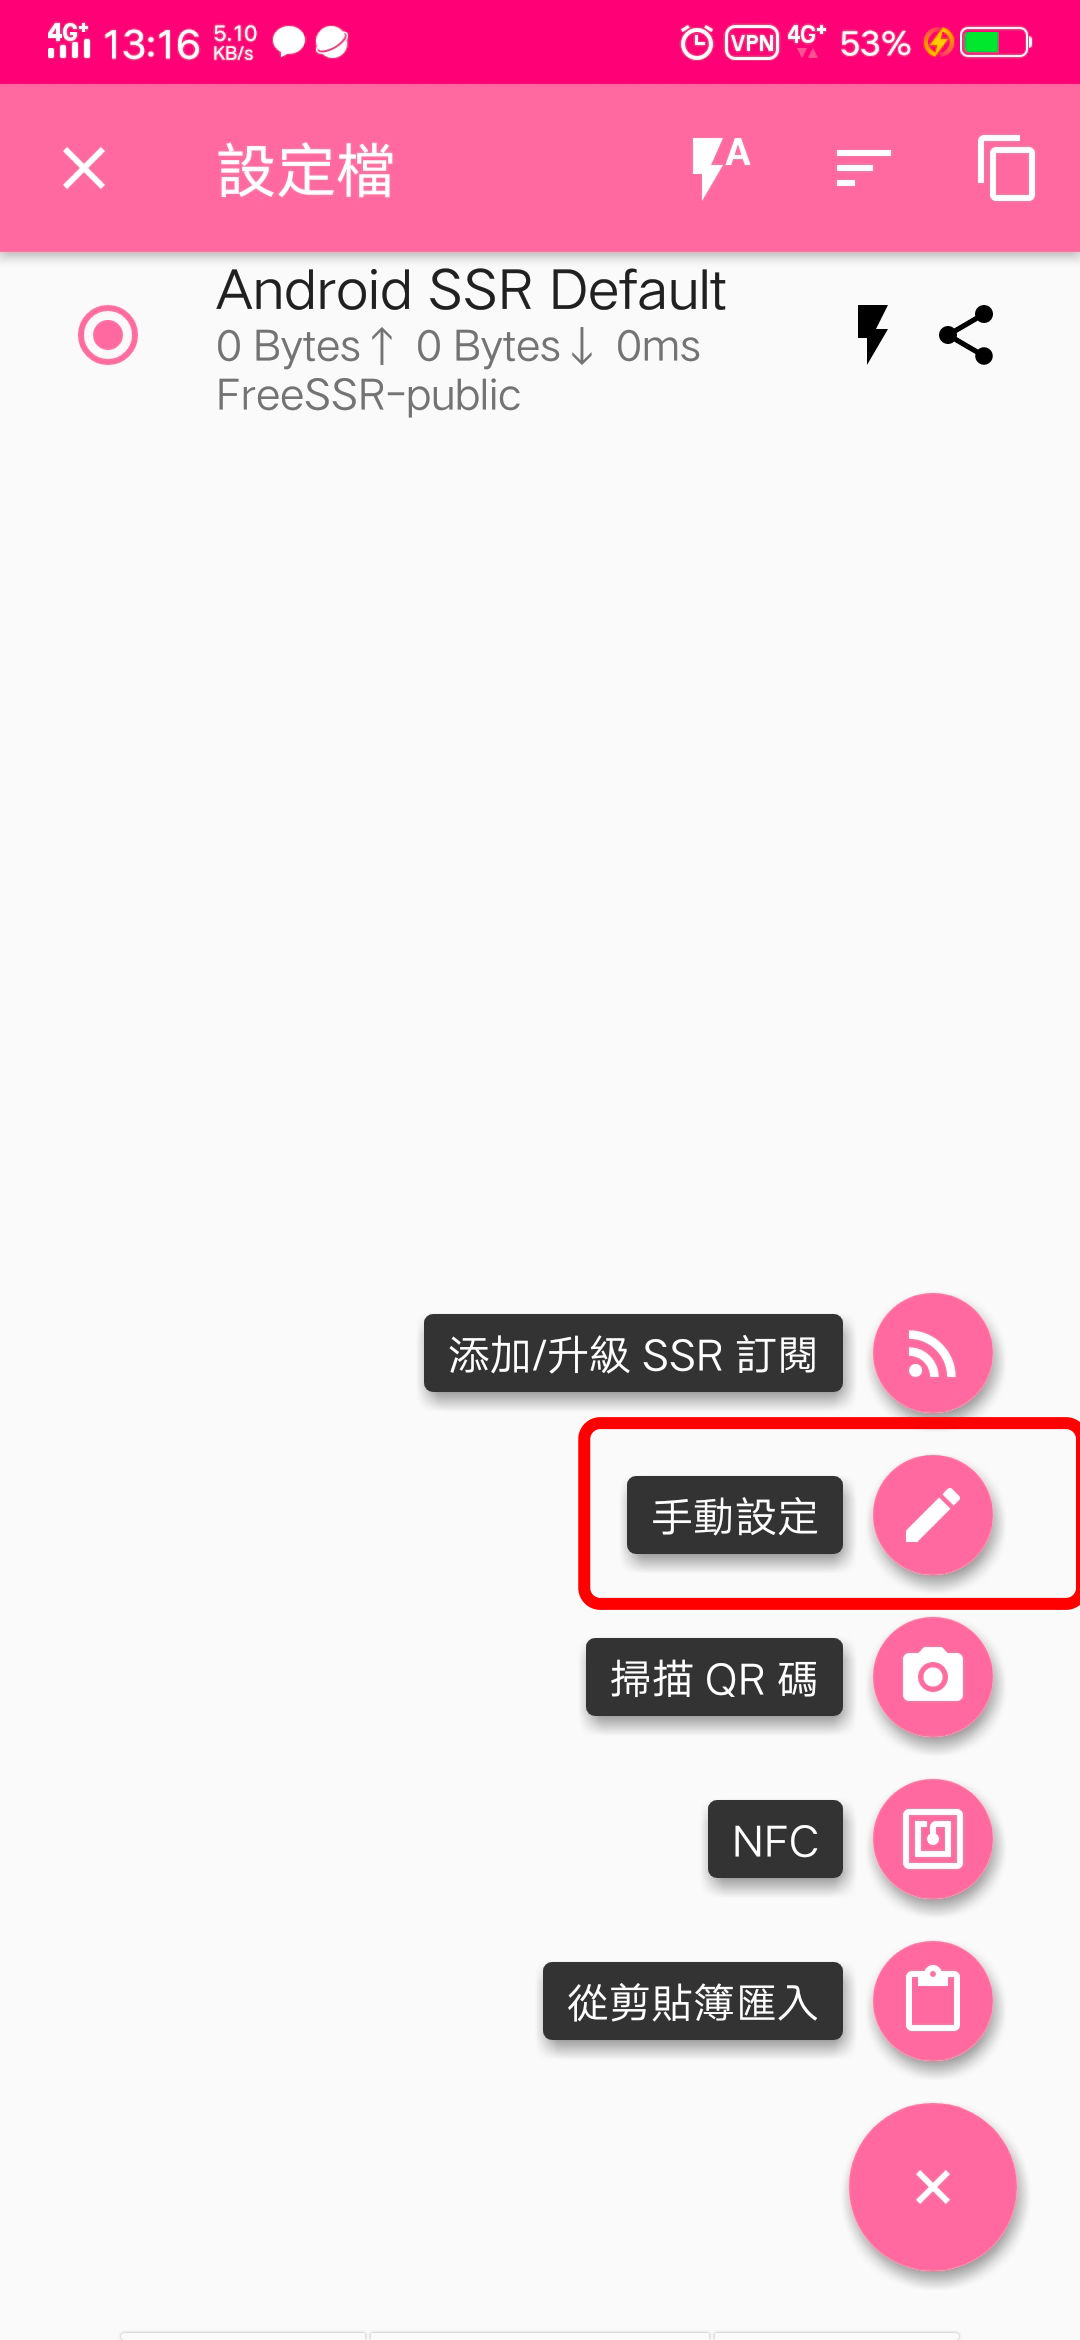 4G+ 13:16 5.10 KB/s VPN 4G+ 53%
設定檔 A
Android SSR Default
0 Bytes↑ 0 Bytes↓ 0ms
FreeSSR-public
添加/升級 SSR 訂閱
手動設定
掃描 QR 碼
NFC
從剪貼簿匯入